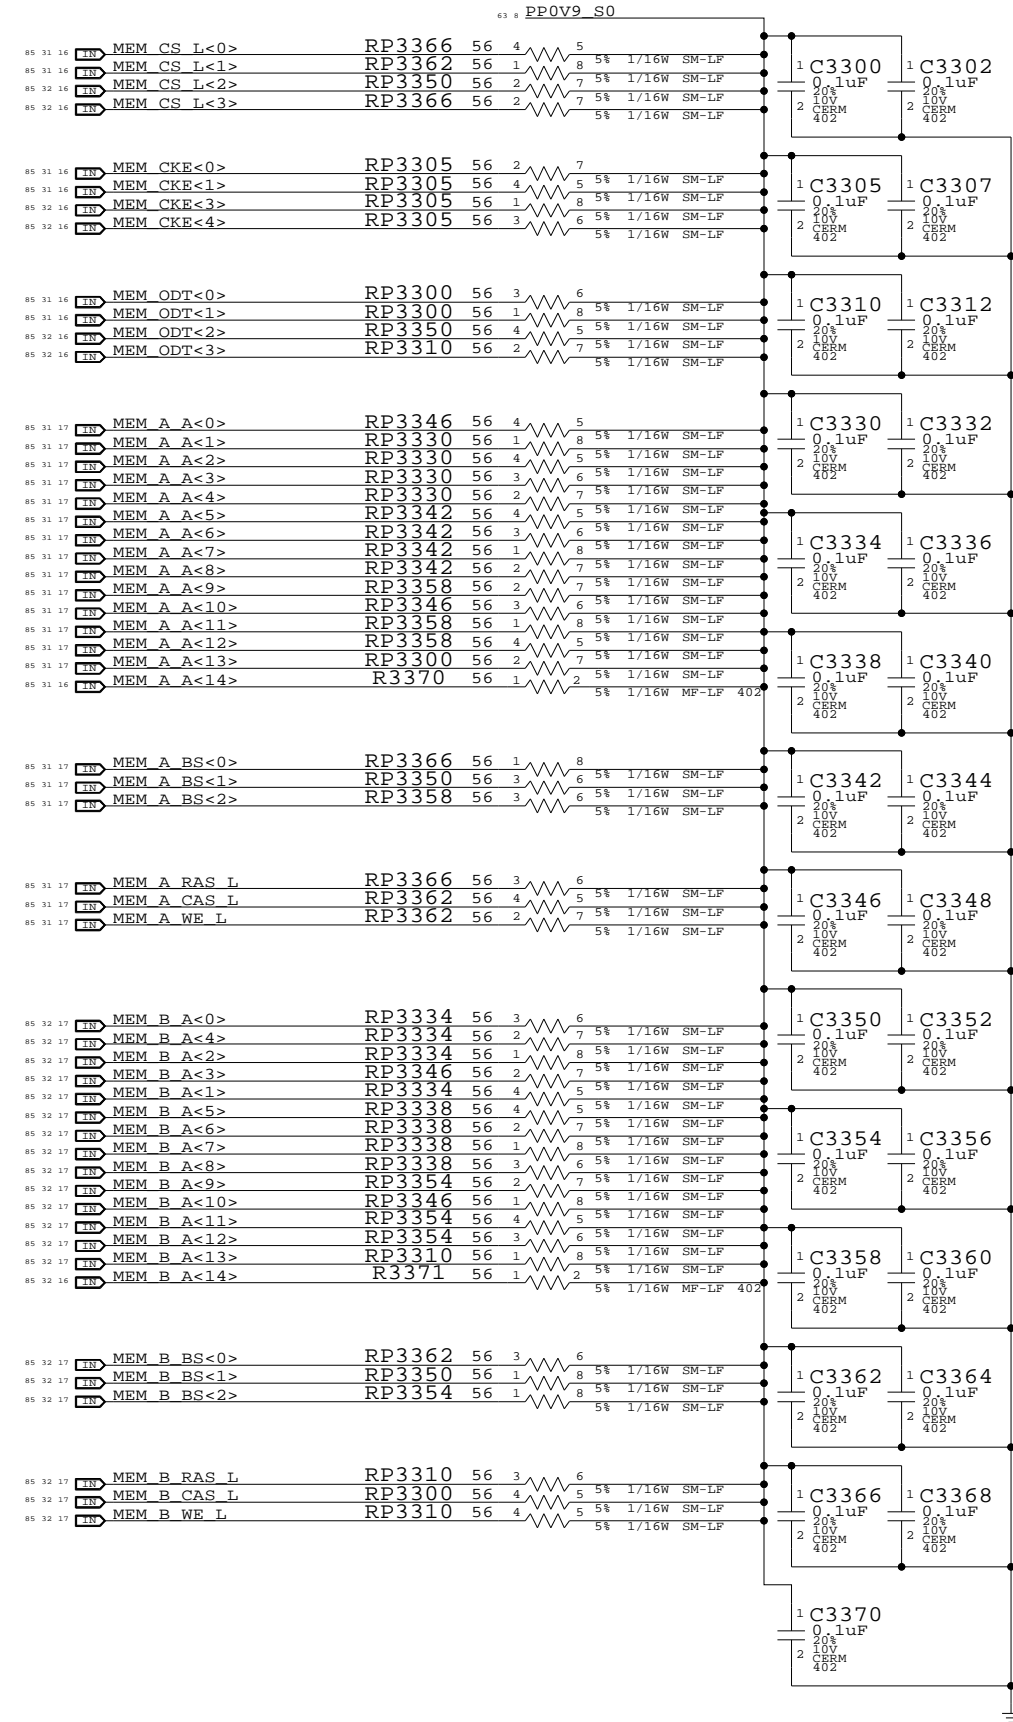 63 8 PP0V9_S0
85 31 16 IN MEM_CS_L<0> RP3366 56 4 5 5% 1/16W SM-LF
85 31 16 IN MEM_CS_L<1> RP3362 56 1 8 5% 1/16W SM-LF
85 32 16 IN MEM_CS_L<2> RP3350 56 2 7 5% 1/16W SM-LF
85 32 16 IN MEM_CS_L<3> RP3366 56 2 7 5% 1/16W SM-LF
1 C3300 0.1uF 20% 10V 2 CERM 402
1 C3302 0.1uF 20% 10V 2 CERM 402
85 31 16 IN MEM_CKE<0> RP3305 56 2 7 5% 1/16W SM-LF
85 31 16 IN MEM_CKE<1> RP3305 56 4 5 5% 1/16W SM-LF
85 32 16 IN MEM_CKE<3> RP3305 56 1 8 5% 1/16W SM-LF
85 32 16 IN MEM_CKE<4> RP3305 56 3 6 5% 1/16W SM-LF
1 C3305 0.1uF 20% 10V 2 CERM 402
1 C3307 0.1uF 20% 10V 2 CERM 402
85 31 16 IN MEM_ODT<0> RP3300 56 3 6 5% 1/16W SM-LF
85 31 16 IN MEM_ODT<1> RP3300 56 1 8 5% 1/16W SM-LF
85 32 16 IN MEM_ODT<2> RP3350 56 4 5 5% 1/16W SM-LF
85 32 16 IN MEM_ODT<3> RP3310 56 2 7 5% 1/16W SM-LF
1 C3310 0.1uF 20% 10V 2 CERM 402
1 C3312 0.1uF 20% 10V 2 CERM 402
85 31 17 IN MEM_A_A<0> RP3346 56 4 5 5% 1/16W SM-LF
85 31 17 IN MEM_A_A<1> RP3330 56 1 8 5% 1/16W SM-LF
85 31 17 IN MEM_A_A<2> RP3330 56 4 5 5% 1/16W SM-LF
85 31 17 IN MEM_A_A<3> RP3330 56 3 6 5% 1/16W SM-LF
85 31 17 IN MEM_A_A<4> RP3330 56 2 7 5% 1/16W SM-LF
85 31 17 IN MEM_A_A<5> RP3342 56 4 5 5% 1/16W SM-LF
85 31 17 IN MEM_A_A<6> RP3342 56 3 6 5% 1/16W SM-LF
85 31 17 IN MEM_A_A<7> RP3342 56 1 8 5% 1/16W SM-LF
85 31 17 IN MEM_A_A<8> RP3342 56 2 7 5% 1/16W SM-LF
85 31 17 IN MEM_A_A<9> RP3358 56 2 7 5% 1/16W SM-LF
85 31 17 IN MEM_A_A<10> RP3346 56 3 6 5% 1/16W SM-LF
85 31 17 IN MEM_A_A<11> RP3358 56 1 8 5% 1/16W SM-LF
85 31 17 IN MEM_A_A<12> RP3358 56 4 5 5% 1/16W SM-LF
85 31 17 IN MEM_A_A<13> RP3300 56 2 7 5% 1/16W SM-LF
85 31 16 IN MEM_A_A<14> R3370 56 1 2 5% 1/16W MF-LF 402
1 C3330 0.1uF 20% 10V 2 CERM 402
1 C3332 0.1uF 20% 10V 2 CERM 402
1 C3334 0.1uF 20% 10V 2 CERM 402
1 C3336 0.1uF 20% 10V 2 CERM 402
1 C3338 0.1uF 20% 10V 2 CERM 402
1 C3340 0.1uF 20% 10V 2 CERM 402
85 31 17 IN MEM_A_BS<0> RP3366 56 1 8 5% 1/16W SM-LF
85 31 17 IN MEM_A_BS<1> RP3350 56 3 6 5% 1/16W SM-LF
85 31 17 IN MEM_A_BS<2> RP3358 56 3 6 5% 1/16W SM-LF
1 C3342 0.1uF 20% 10V 2 CERM 402
1 C3344 0.1uF 20% 10V 2 CERM 402
85 31 17 IN MEM_A_RAS_L RP3366 56 3 6 5% 1/16W SM-LF
85 31 17 IN MEM_A_CAS_L RP3362 56 4 5 5% 1/16W SM-LF
85 31 17 IN MEM_A_WE_L RP3362 56 2 7 5% 1/16W SM-LF
1 C3346 0.1uF 20% 10V 2 CERM 402
1 C3348 0.1uF 20% 10V 2 CERM 402
85 32 17 IN MEM_B_A<0> RP3334 56 3 6 5% 1/16W SM-LF
85 32 17 IN MEM_B_A<4> RP3334 56 2 7 5% 1/16W SM-LF
85 32 17 IN MEM_B_A<2> RP3334 56 1 8 5% 1/16W SM-LF
85 32 17 IN MEM_B_A<3> RP3346 56 2 7 5% 1/16W SM-LF
85 32 17 IN MEM_B_A<1> RP3334 56 4 5 5% 1/16W SM-LF
85 32 17 IN MEM_B_A<5> RP3338 56 4 5 5% 1/16W SM-LF
85 32 17 IN MEM_B_A<6> RP3338 56 2 7 5% 1/16W SM-LF
85 32 17 IN MEM_B_A<7> RP3338 56 1 8 5% 1/16W SM-LF
85 32 17 IN MEM_B_A<8> RP3338 56 3 6 5% 1/16W SM-LF
85 32 17 IN MEM_B_A<9> RP3354 56 2 7 5% 1/16W SM-LF
85 32 17 IN MEM_B_A<10> RP3346 56 1 8 5% 1/16W SM-LF
85 32 17 IN MEM_B_A<11> RP3354 56 4 5 5% 1/16W SM-LF
85 32 17 IN MEM_B_A<12> RP3354 56 3 6 5% 1/16W SM-LF
85 32 17 IN MEM_B_A<13> RP3310 56 1 8 5% 1/16W SM-LF
85 32 16 IN MEM_B_A<14> R3371 56 1 2 5% 1/16W MF-LF 402
1 C3350 0.1uF 20% 10V 2 CERM 402
1 C3352 0.1uF 20% 10V 2 CERM 402
1 C3354 0.1uF 20% 10V 2 CERM 402
1 C3356 0.1uF 20% 10V 2 CERM 402
1 C3358 0.1uF 20% 10V 2 CERM 402
1 C3360 0.1uF 20% 10V 2 CERM 402
85 32 17 IN MEM_B_BS<0> RP3362 56 3 6 5% 1/16W SM-LF
85 32 17 IN MEM_B_BS<1> RP3350 56 1 8 5% 1/16W SM-LF
85 32 17 IN MEM_B_BS<2> RP3354 56 1 8 5% 1/16W SM-LF
1 C3362 0.1uF 20% 10V 2 CERM 402
1 C3364 0.1uF 20% 10V 2 CERM 402
85 32 17 IN MEM_B_RAS_L RP3310 56 3 6 5% 1/16W SM-LF
85 32 17 IN MEM_B_CAS_L RP3300 56 4 5 5% 1/16W SM-LF
85 32 17 IN MEM_B_WE_L RP3310 56 4 5 5% 1/16W SM-LF
1 C3366 0.1uF 20% 10V 2 CERM 402
1 C3368 0.1uF 20% 10V 2 CERM 402
1 C3370 0.1uF 20% 10V 2 CERM 402